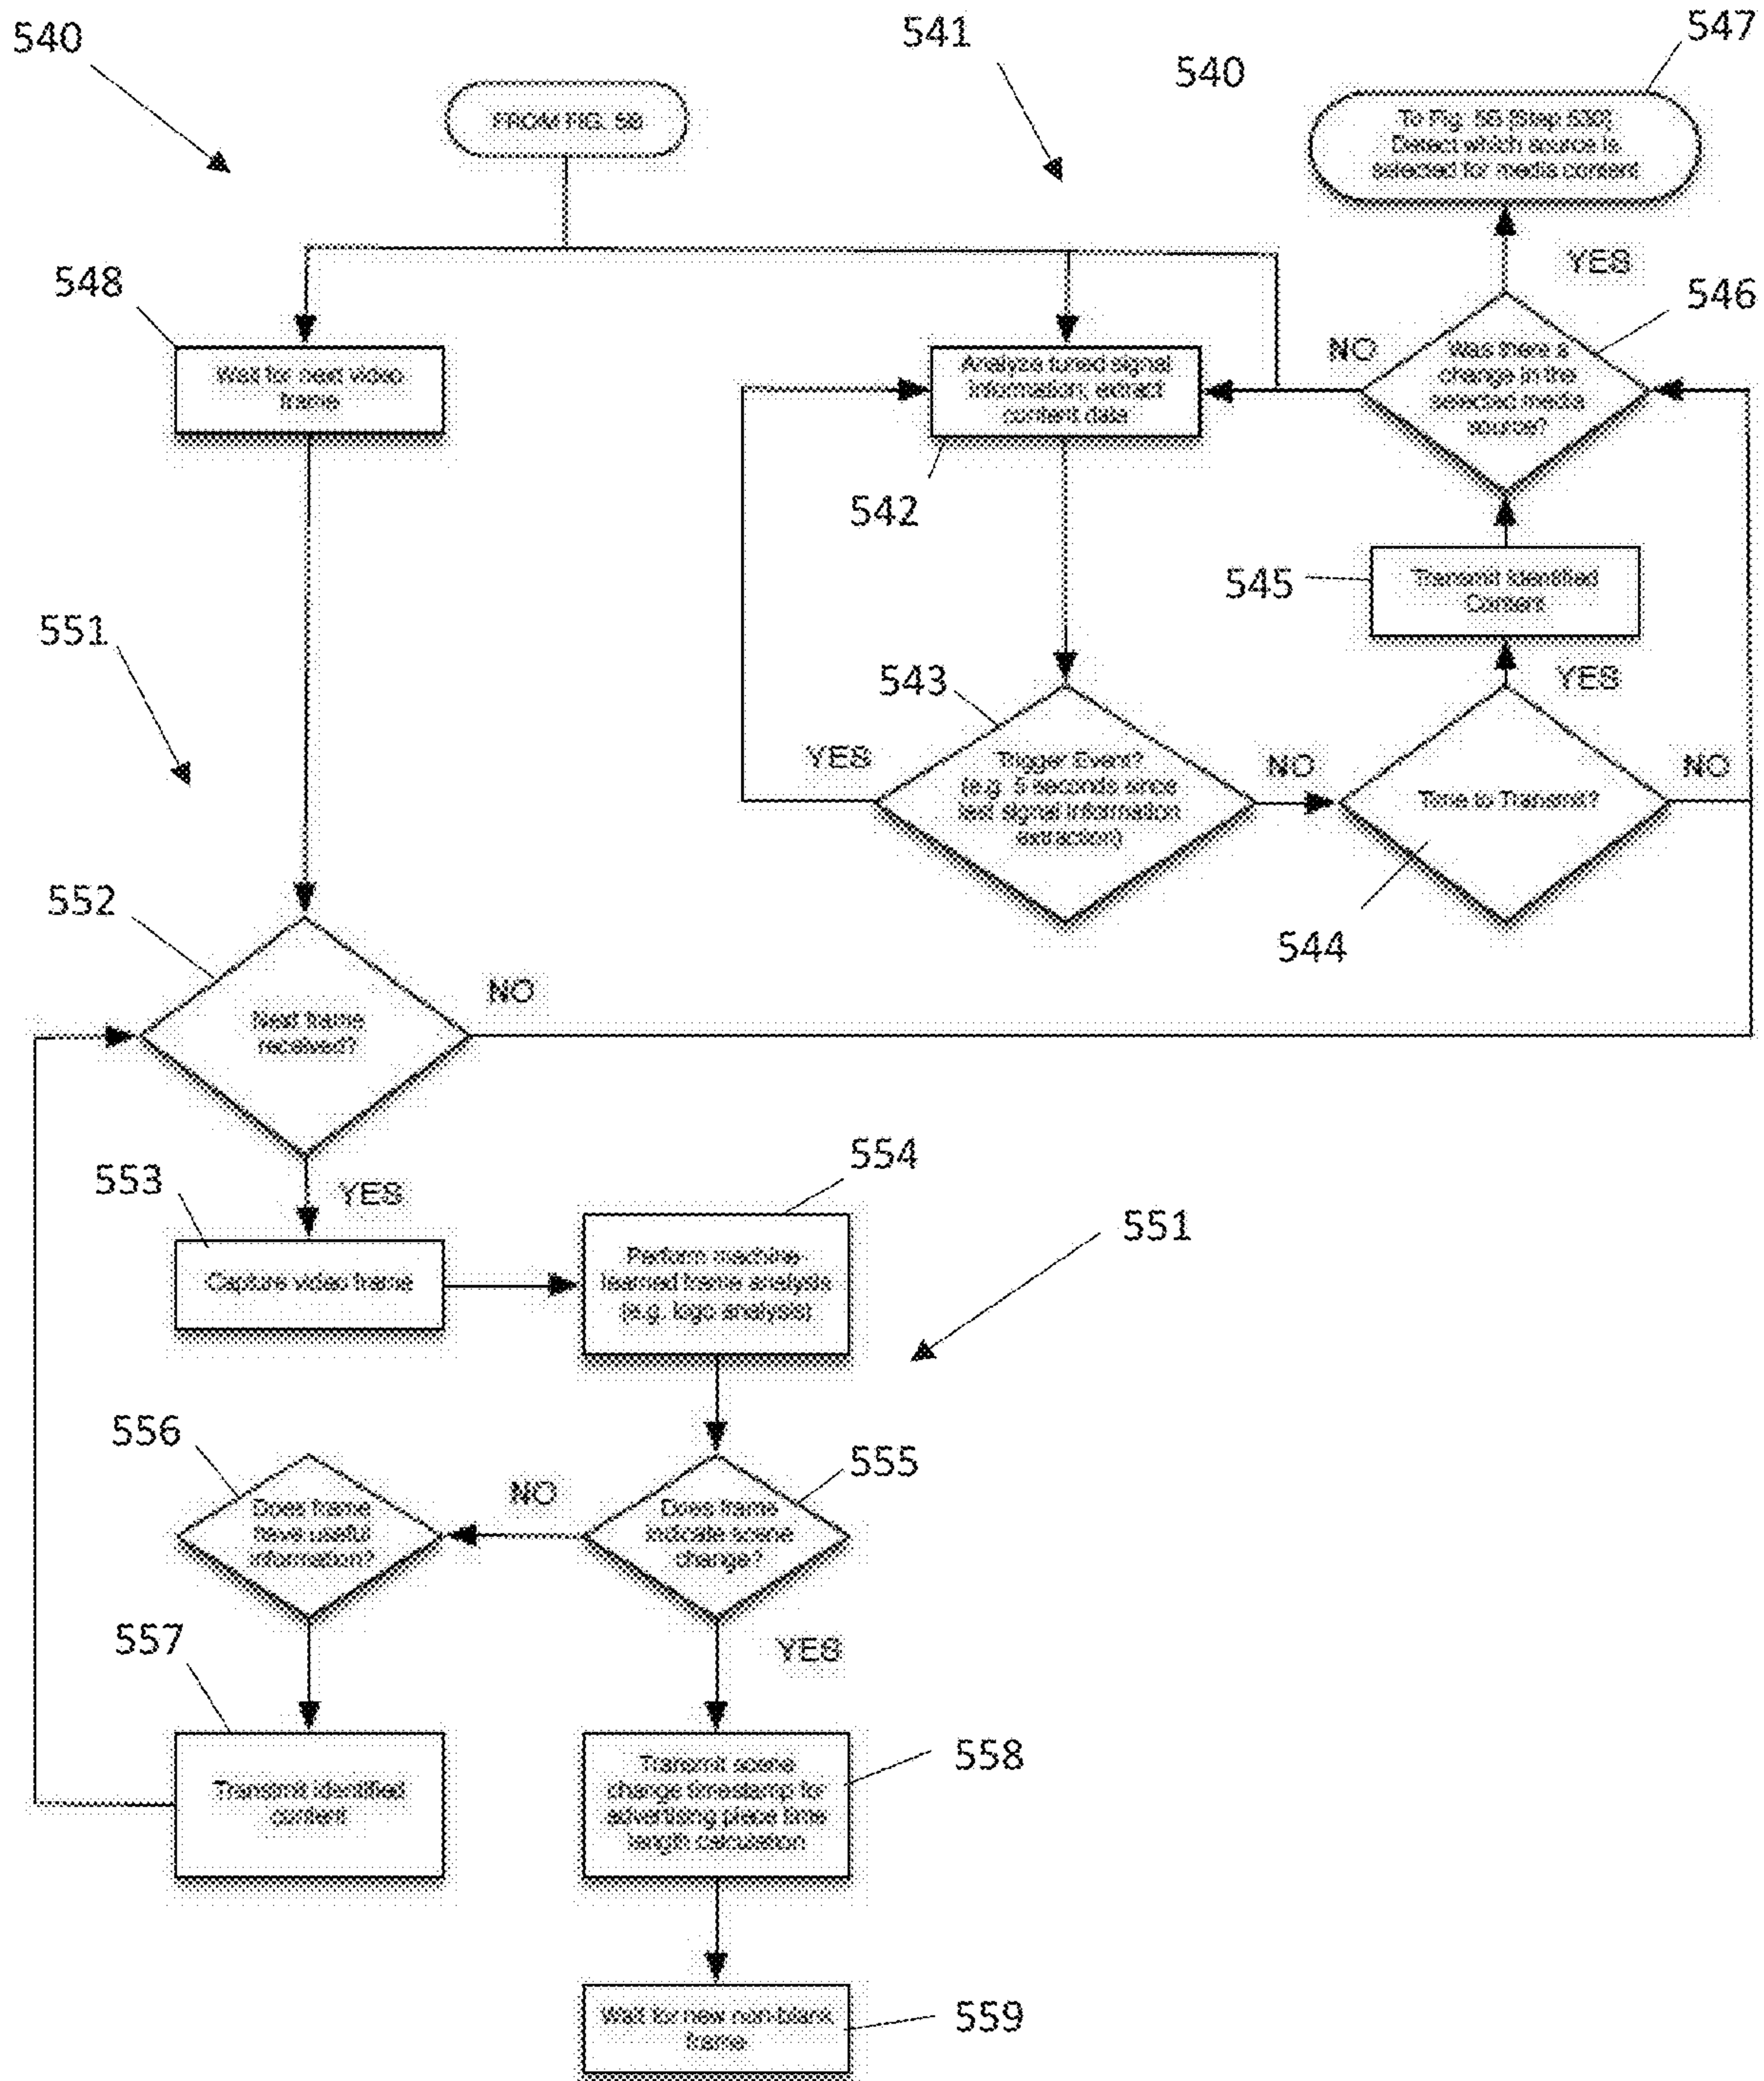 540
541
540
547
FROM FIG. 5B
To Fig. 5B (Step 532)
Detect which source is
selected for media content
YES
548
546
Wait for next video
frame
Analyze tuned signal
information, extract
content data
NO
Was there a
change in the
selected media
source?
542
545
Transmit Identified
Content
551
YES
543
YES
Trigger Event?
(e.g. 5 seconds since
last signal information
extraction)
NO
Time to Transmit?
NO
552
544
NO
Next frame
received?
554
553
YES
551
Capture video frame
Perform machine
learned frame analysis
(e.g. logo analysis)
556
555
NO
Does frame
have useful
information?
Does frame
indicate scene
change?
557
YES
558
Transmit identified
content
Transmit scene
change timestamp for
advertising place time
length calculation
559
Wait for new non-blank
frame